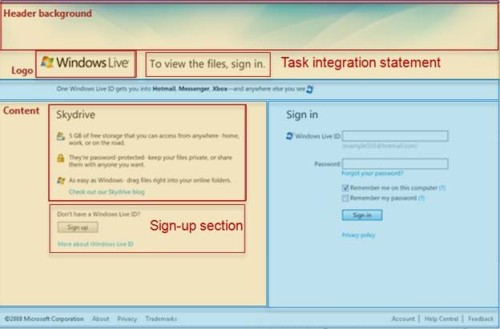 Header background
Logo
Windows Live
To view the files, sign in.
Task integration statement
One Windows Live ID gets you into Hotmail, Messenger, Xbox—and anywhere else you see
Content
Skydrive
5 GB of free storage that you can access from anywhere- home,
work, or on the road.
They're password-protected- keep your files private, or share
them with anyone you want.
As easy as Windows- drag files right into your online folders.
Check out our Skydrive blog
Don't have a Windows Live ID?
Sign up
More about Windows Live ID
Sign-up section
Sign in
Windows Live ID:
(example555@hotmail.com)
Password:
Forgot your password?
Remember me on this computer (?)
Remember my password (?)
Sign in
Privacy policy
©2008 Microsoft Corporation About Privacy Trademarks
Account | Help Central | Feedback